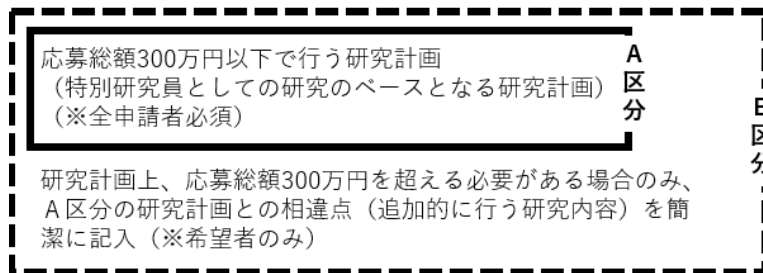 応募総額300万円以下で行う研究計画
（特別研究員としての研究のベースとなる研究計画）
（※全申請者必須）
A区分
研究計画上、応募総額300万円を超える必要がある場合のみ、
Ａ区分の研究計画との相違点（追加的に行う研究内容）を簡
潔に記入（※希望者のみ）
区分